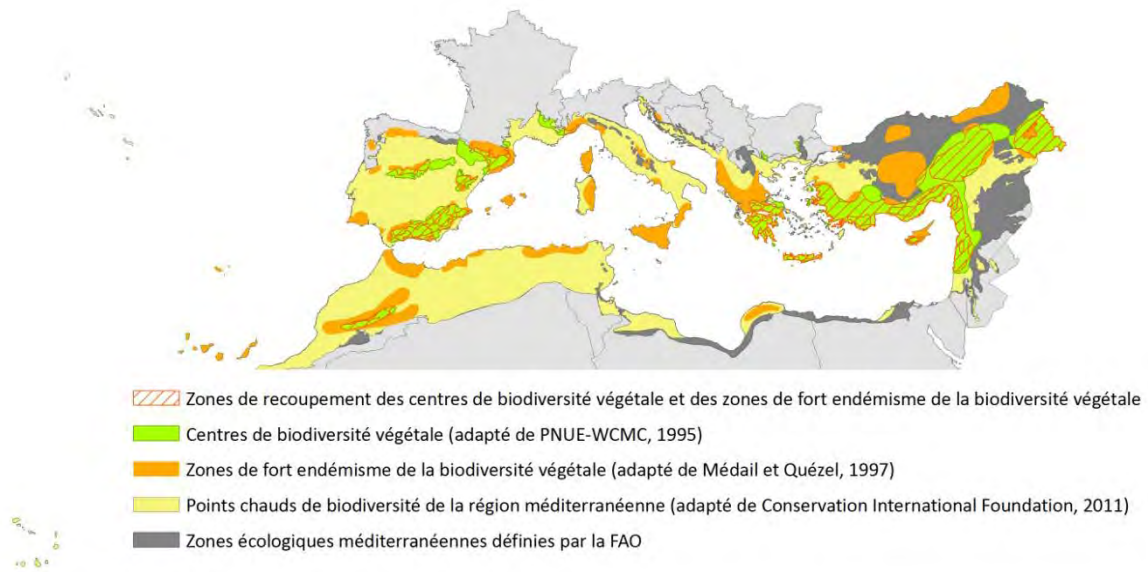 Zones de recoupement des centres de biodiversité végétale et des zones de fort endémisme de la biodiversité végétale
Centres de biodiversité végétale (adapté de PNUE-WCMC, 1995)
Zones de fort endémisme de la biodiversité végétale (adapté de Médail et Quézel, 1997)
Points chauds de biodiversité de la région méditerranéenne (adapté de Conservation International Foundation, 2011)
Zones écologiques méditerranéennes définies par la FAO